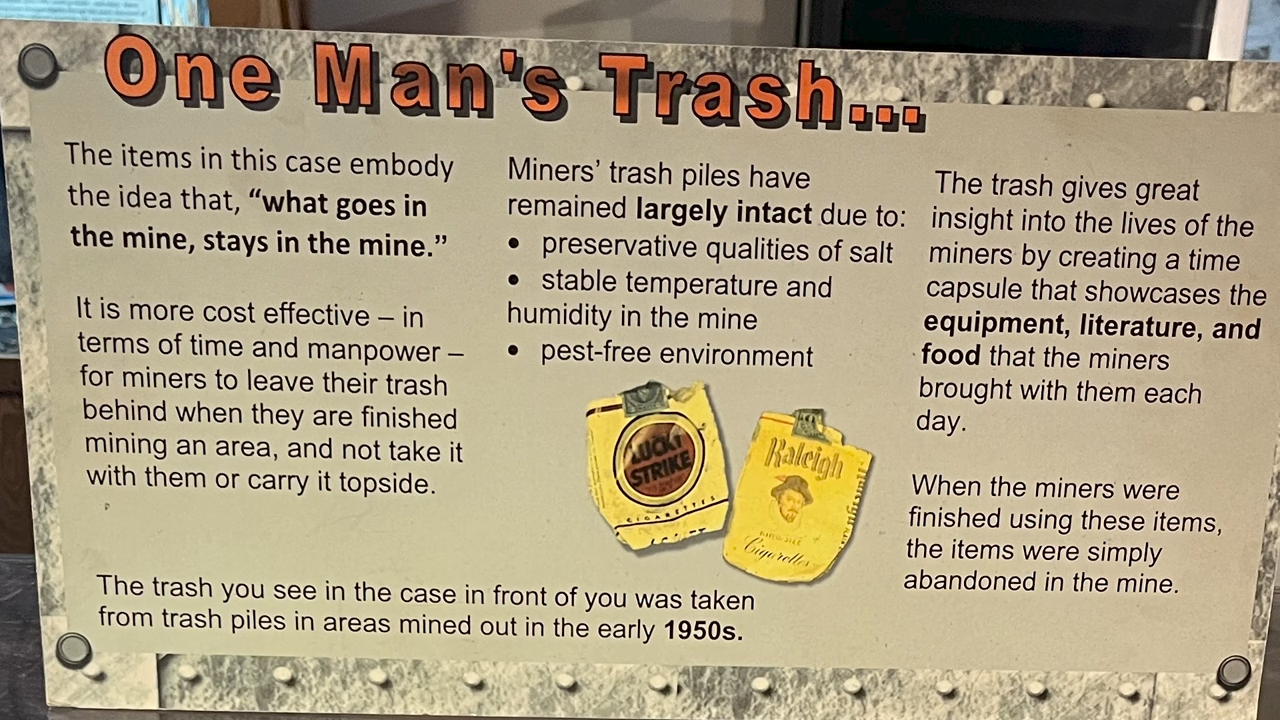 One Man's Trash...
The items in this case embody
the idea that, “what goes in
the mine, stays in the mine.”
It is more cost effective – in
terms of time and manpower –
for miners to leave their trash
behind when they are finished
mining an area, and not take it
with them or carry it topside.
Miners’ trash piles have
remained largely intact due to:
• preservative qualities of salt
• stable temperature and
humidity in the mine
• pest-free environment
LUCKY
STRIKE
CIGARETTES
Raleigh
Cigarettes
The trash gives great
insight into the lives of the
miners by creating a time
capsule that showcases the
equipment, literature, and
food that the miners
brought with them each
day.
When the miners were
finished using these items,
the items were simply
abandoned in the mine.
The trash you see in the case in front of you was taken
from trash piles in areas mined out in the early 1950s.